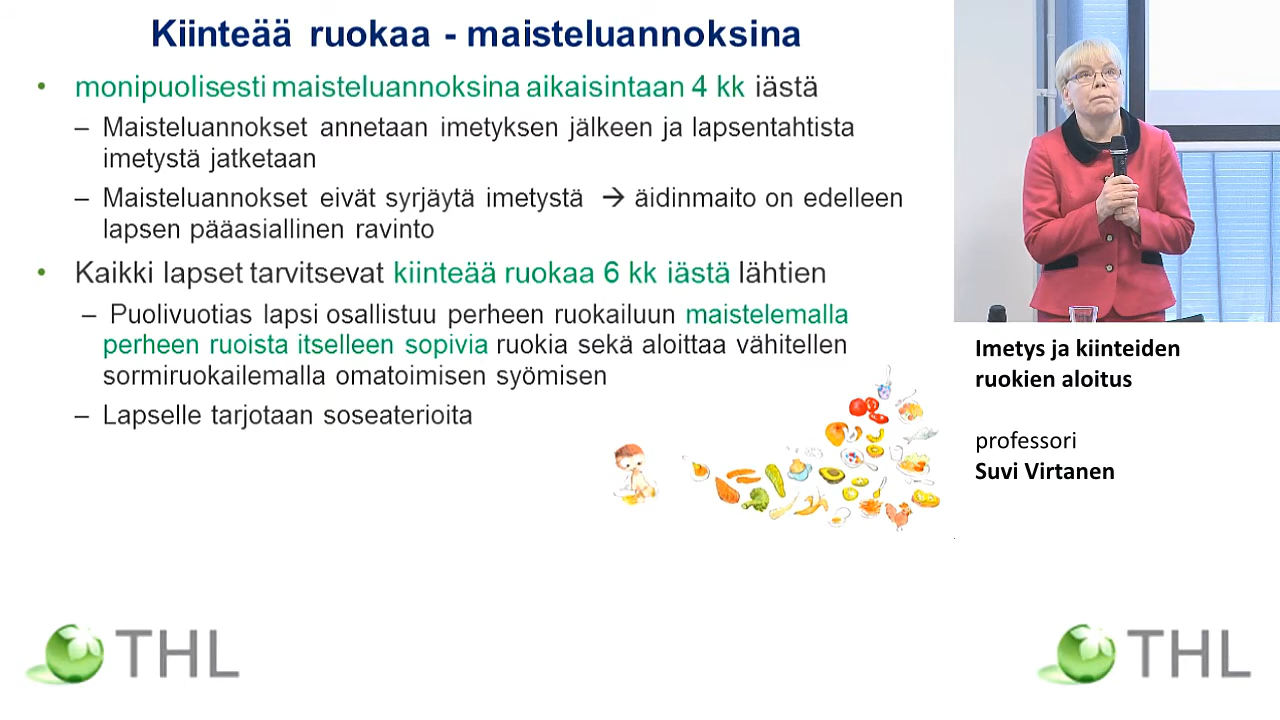 Kiinteää ruokaa - maisteluannoksina
• monipuolisesti maisteluannoksina aikaisintaan 4 kk iästä
– Maisteluannokset annetaan imetyksen jälkeen ja lapsentahtista
imetystä jatketaan
– Maisteluannokset eivät syrjäytä imetystä → äidinmaito on edelleen
lapsen pääasiallinen ravinto
• Kaikki lapset tarvitsevat kiinteää ruokaa 6 kk iästä lähtien
– Puolivuotias lapsi osallistuu perheen ruokailuun maistelemalla
perheen ruoista itselleen sopivia ruokia sekä aloittaa vähitellen
sormiruokailemalla omatoimisen syömisen
– Lapselle tarjotaan soseaterioita
Imetys ja kiinteiden
ruokien aloitus
professori
Suvi Virtanen
THL
THL